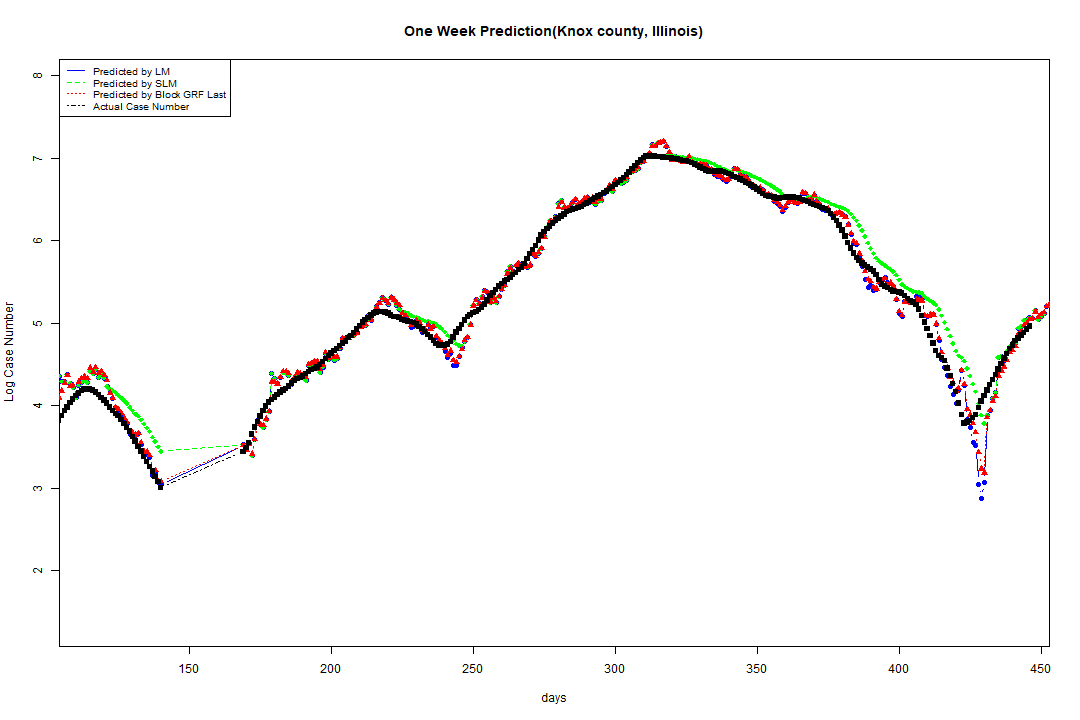 One Week Prediction(Knox county, Illinois)
Predicted by LM
Predicted by SLM
Predicted by Block GRF Last
Actual Case Number
8
7
6
5
4
3
2
Log Case Number
150 200 250 300 350 400 450
days